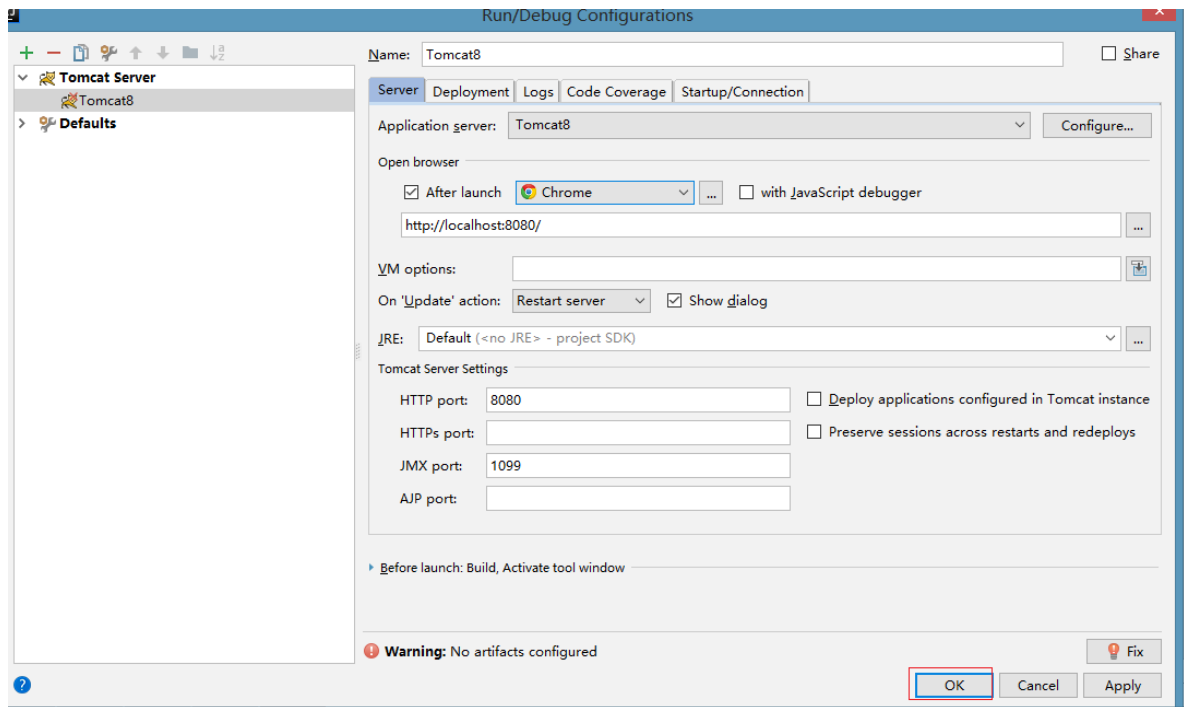 Run/Debug Configurations
Name: Tomcat8 Share
Tomcat Server
Tomcat8
Defaults
Server Deployment Logs Code Coverage Startup/Connection
Application server: Tomcat8 Configure...
Open browser
After launch Chrome ... with JavaScript debugger
http://localhost:8080/ ...
VM options:
On 'Update' action: Restart server Show dialog
JRE: Default (<no JRE> - project SDK) ...
Tomcat Server Settings
HTTP port: 8080 Deploy applications configured in Tomcat instance
HTTPs port: Preserve sessions across restarts and redeploys
JMX port: 1099
AJP port:
Before launch: Build, Activate tool window
Warning: No artifacts configured Fix
? OK Cancel Apply